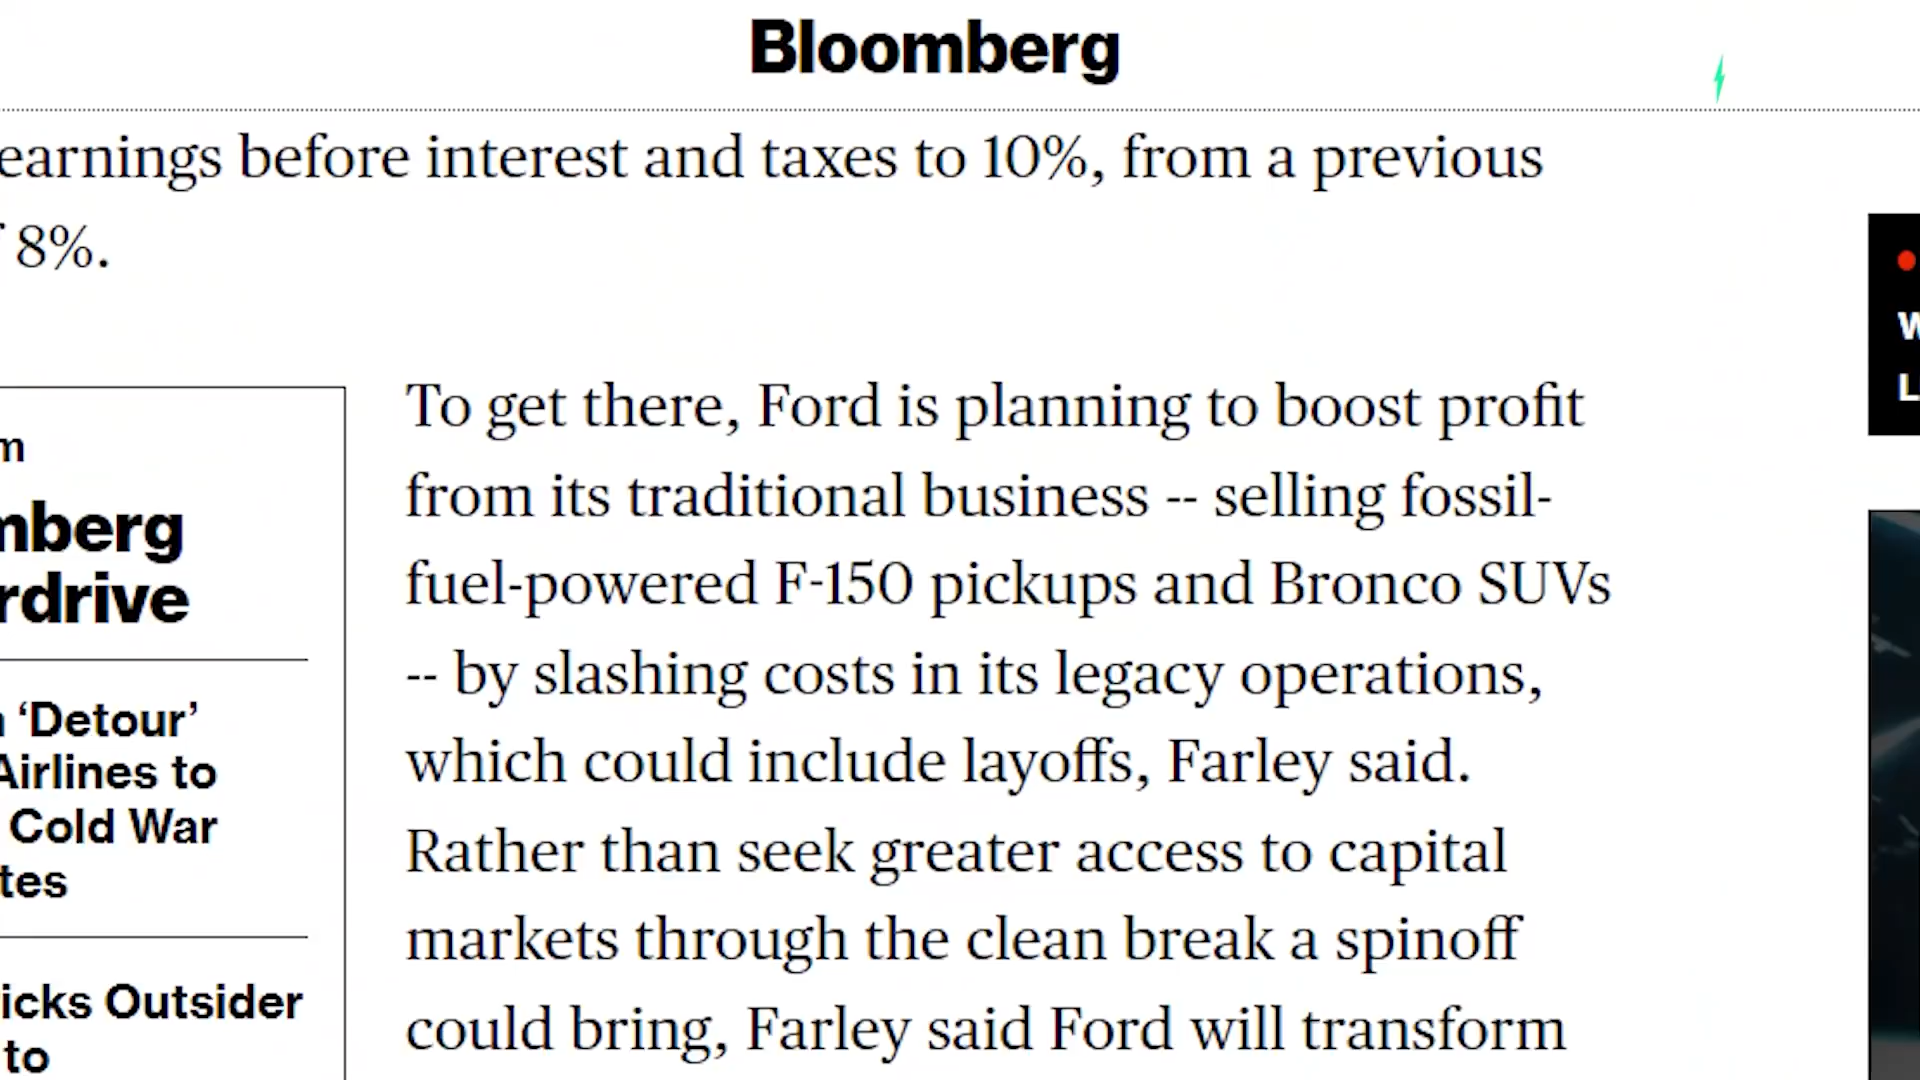 Bloomberg
earnings before interest and taxes to 10%, from a previous
8%.
To get there, Ford is planning to boost profit
from its traditional business -- selling fossil-
fuel-powered F-150 pickups and Bronco SUVs
-- by slashing costs in its legacy operations,
which could include layoffs, Farley said.
Rather than seek greater access to capital
markets through the clean break a spinoff
could bring, Farley said Ford will transform
m
mberg
rdrive
‘Detour’
Airlines to
Cold War
tes
icks Outsider
to
W
L